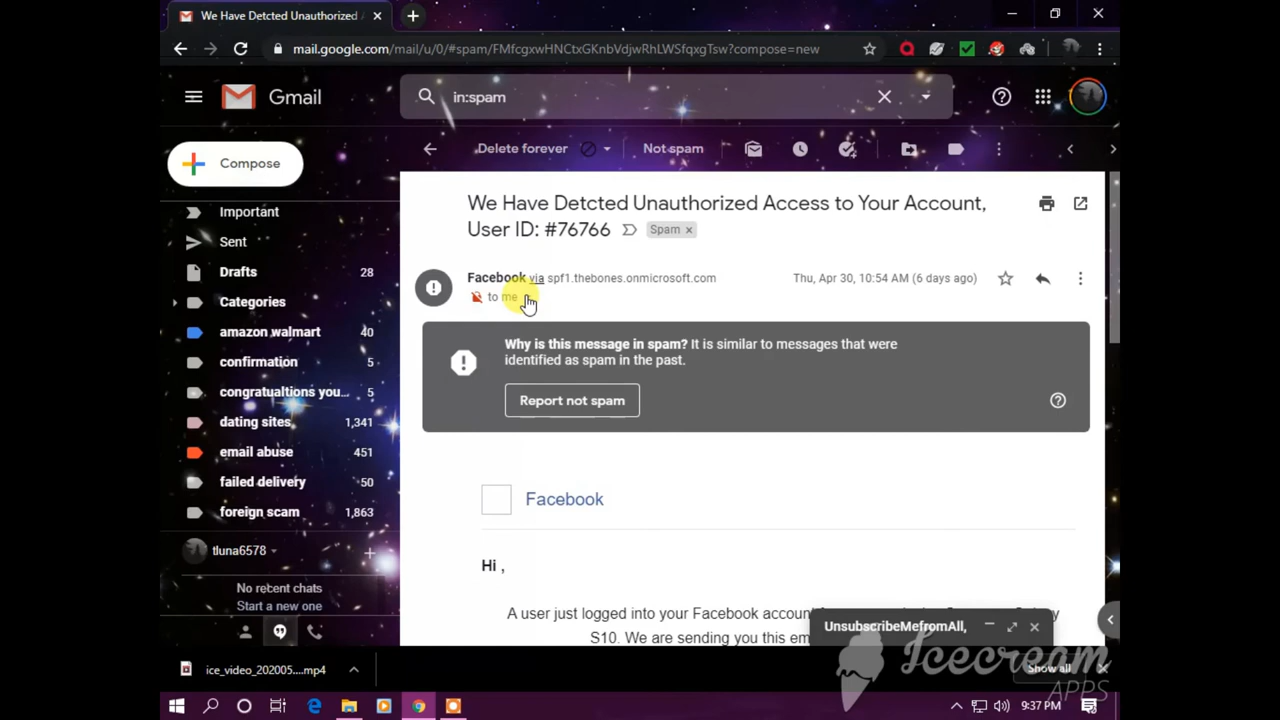 We Have Detcted Unauthorized
mail.google.com/mail/u/0/#spam/FMfcgxwHNCtxGKnbVdjwRhLWSfqxgTsw?compose=new
Gmail
in:spam
Compose
Delete forever
Not spam
Important
Sent
Drafts 28
Categories
amazon walmart 40
confirmation 5
congratualtions you... 5
dating sites 1,341
email abuse 451
failed delivery 50
foreign scam 1,863
tluna6578
No recent chats
Start a new one
We Have Detcted Unauthorized Access to Your Account,
User ID: #76766 Spam x
Facebook via spf1.thebones.onmicrosoft.com Thu, Apr 30, 10:54 AM (6 days ago)
to me
Why is this message in spam? It is similar to messages that were
identified as spam in the past.
Report not spam
Facebook
Hi ,
A user just logged into your Facebook account
S10. We are sending you this em
UnsubscribeMefromAll,
ice_video_202005....mp4
Show all
Icecream
APPS
9:37 PM